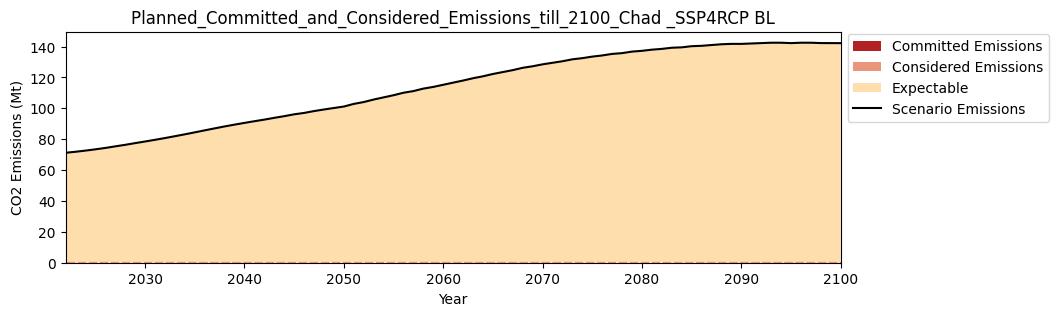 Planned_Committed_and_Considered_Emissions_till_2100_Chad _SSP4RCP BL
140
120
100
80
60
40
20
0
CO2 Emissions (Mt)
2030 2040 2050 2060 2070 2080 2090 2100
Year
Committed Emissions
Considered Emissions
Expectable
Scenario Emissions